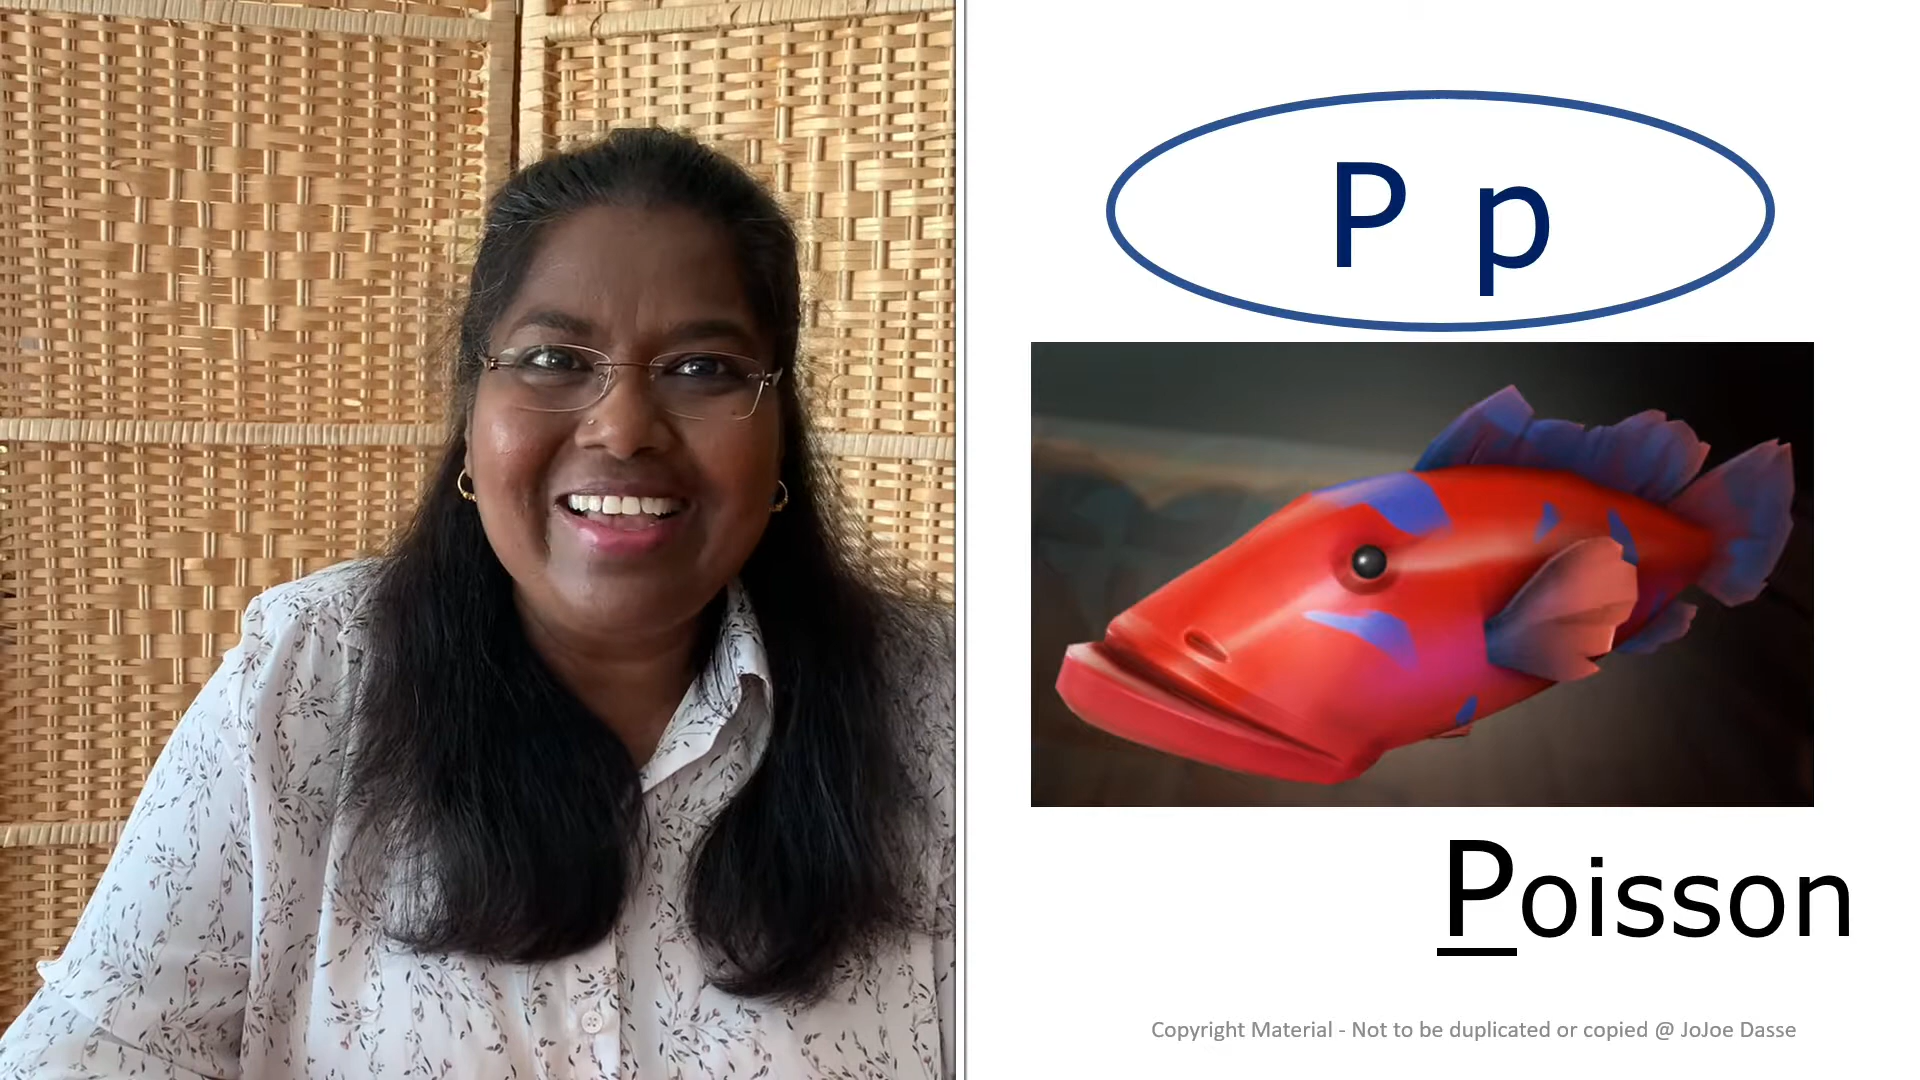 P p
Poisson
Copyright Material - Not to be duplicated or copied @ JoJoe Dasse